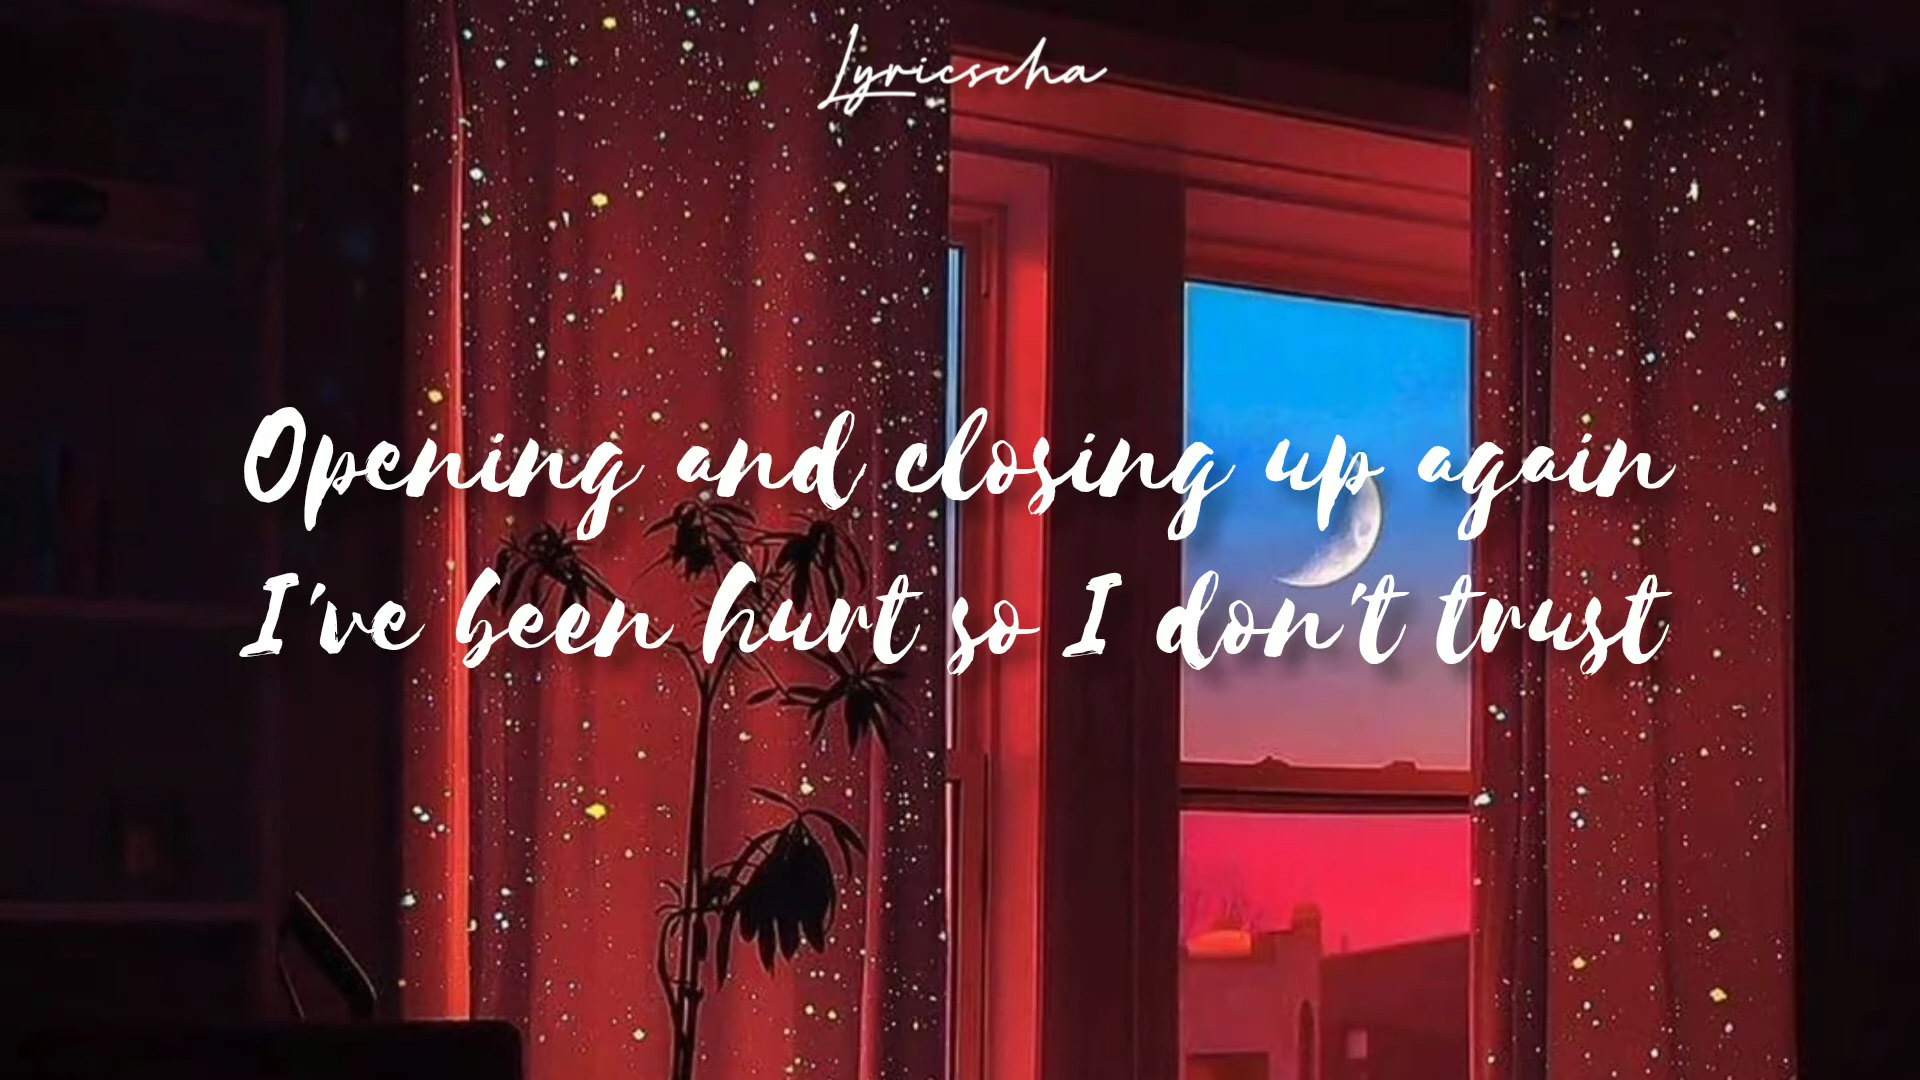 Lyricscha
Opening and closing up again
I've been hurt so I don't trust